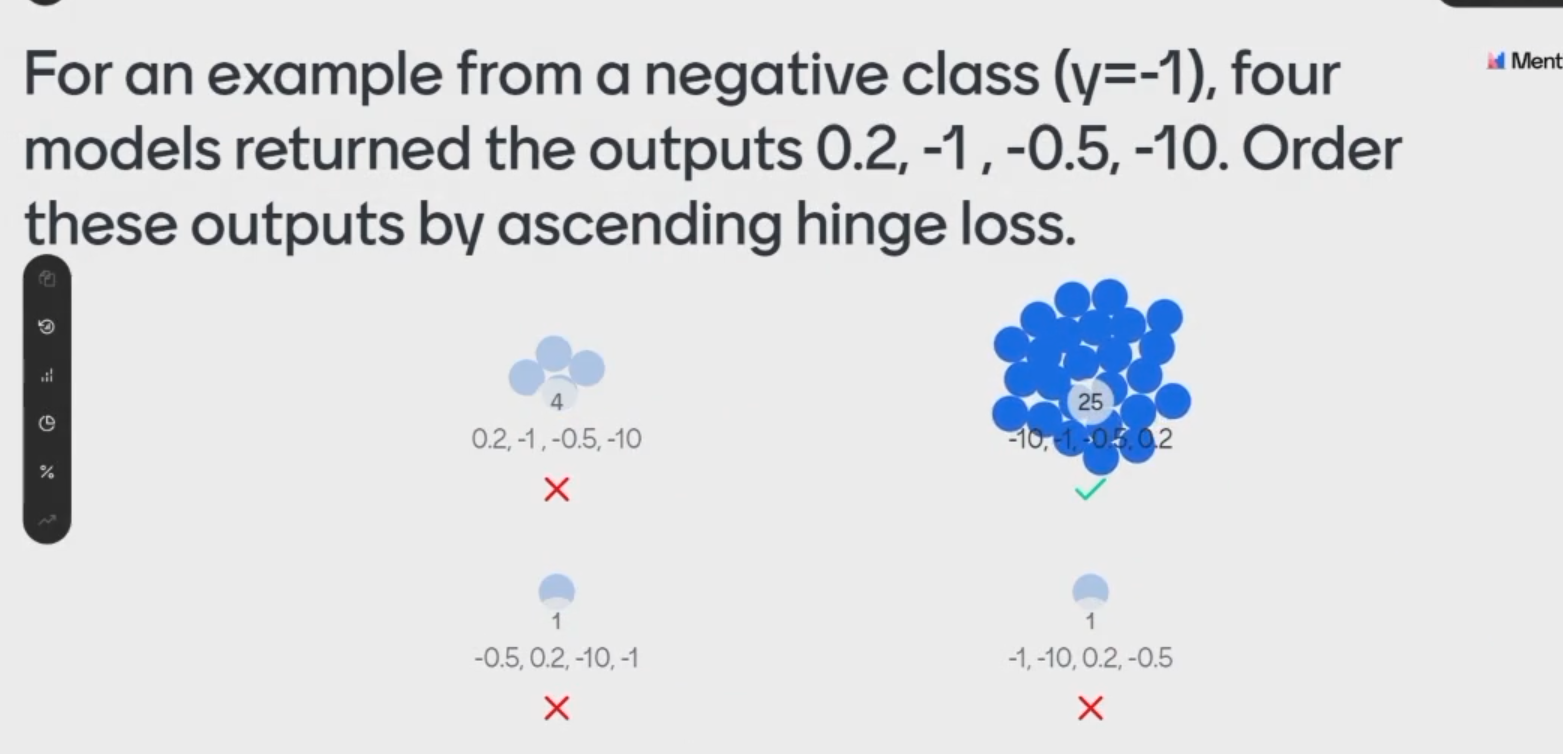 For an example from a negative class (y=-1), four
Ment
models returned the outputs 0.2, -1 , -0.5, -10. Order
these outputs by ascending hinge loss.
4
0.2, -1 , -0.5, -10
25
-10, -1, -0.5, 0.2
1
-0.5, 0.2, -10, -1
1
-1, -10, 0.2, -0.5
%